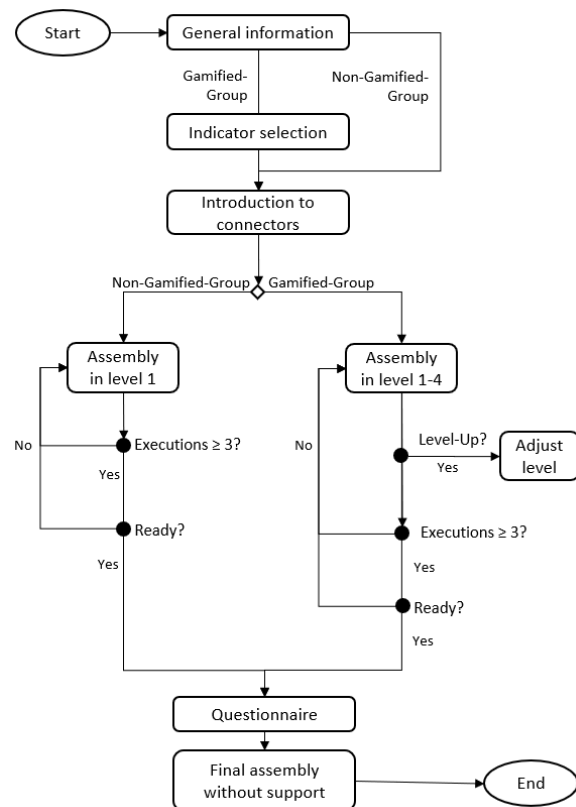 Start
General information
Gamified-
Group
Non-Gamified-
Group
Indicator selection
Introduction to
connectors
Non-Gamified-Group
Gamified-Group
Assembly
in level 1
Assembly
in level 1-4
No
Executions ≥ 3?
Yes
Ready?
Yes
No
Level-Up?
Yes
Adjust
level
Executions ≥ 3?
Yes
Ready?
Yes
Questionnaire
Final assembly
without support
End